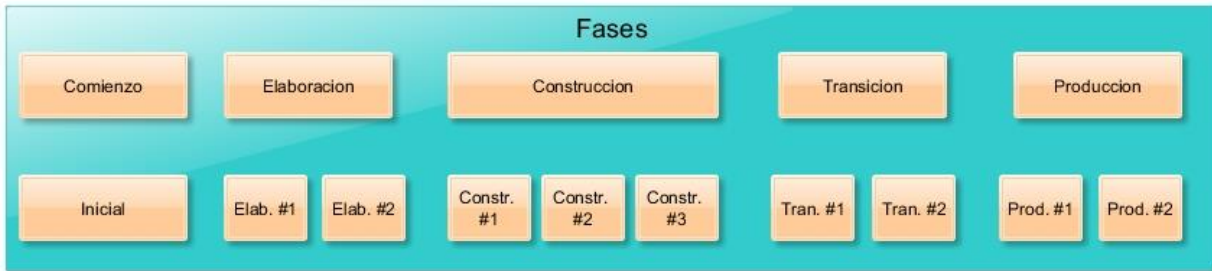 Fases
Comienzo
Elaboracion
Construccion
Transicion
Produccion
Inicial
Elab. #1
Elab. #2
Constr.
#1
Constr.
#2
Constr.
#3
Tran. #1
Tran. #2
Prod. #1
Prod. #2